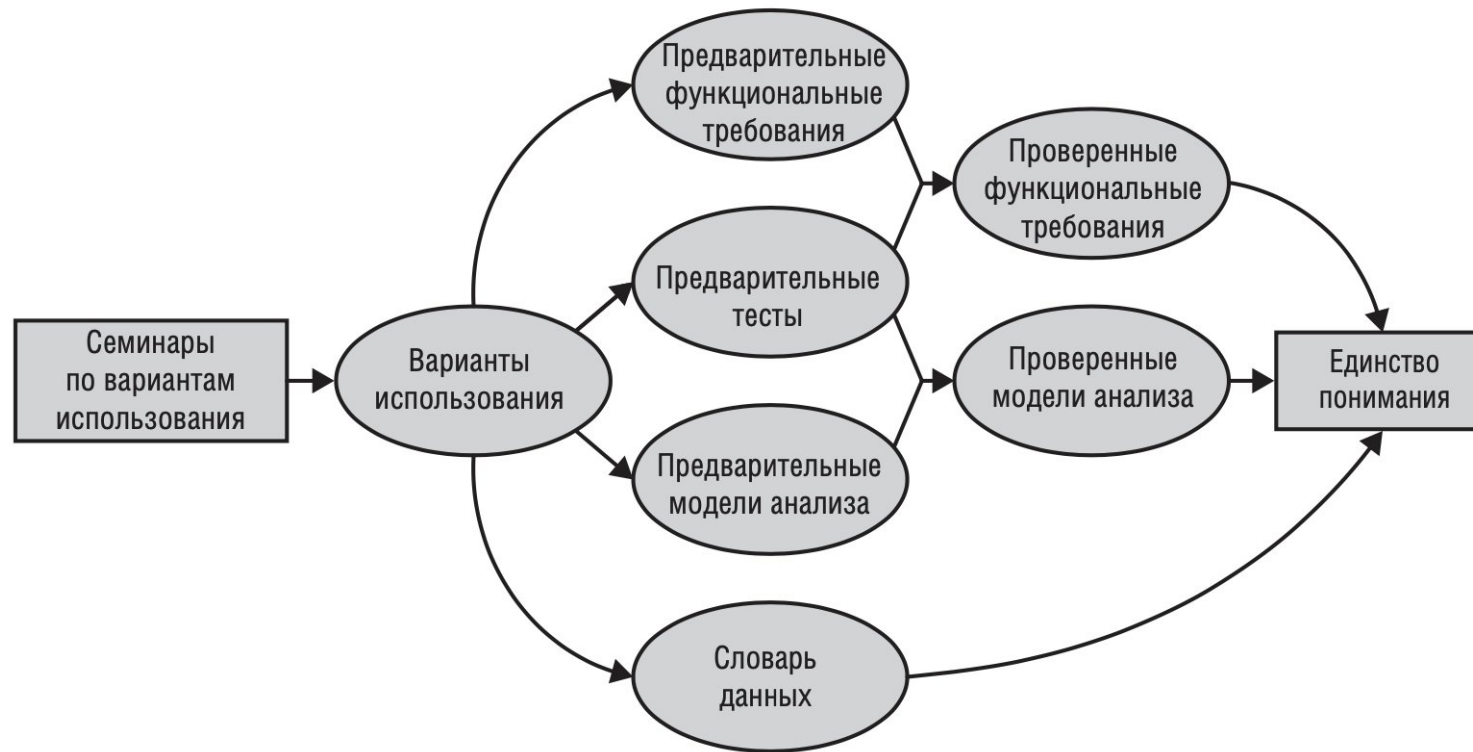 Семинары
по вариантам
использования
Варианты
использования
Предварительные
функциональные
требования
Предварительные
тесты
Предварительные
модели анализа
Словарь
данных
Проверенные
функциональные
требования
Проверенные
модели анализа
Единство
понимания